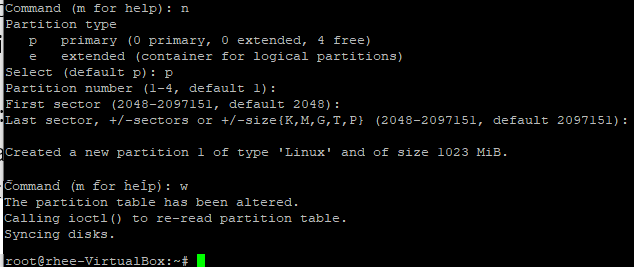 Command (m for help): n
Partition type
   p   primary (0 primary, 0 extended, 4 free)
   e   extended (container for logical partitions)
Select (default p): p
Partition number (1-4, default 1):
First sector (2048-2097151, default 2048):
Last sector, +/-sectors or +/-size{K,M,G,T,P} (2048-2097151, default 2097151):
Created a new partition 1 of type 'Linux' and of size 1023 MiB.
Command (m for help): w
The partition table has been altered.
Calling ioctl() to re-read partition table.
Syncing disks.
root@rhee-VirtualBox:~#